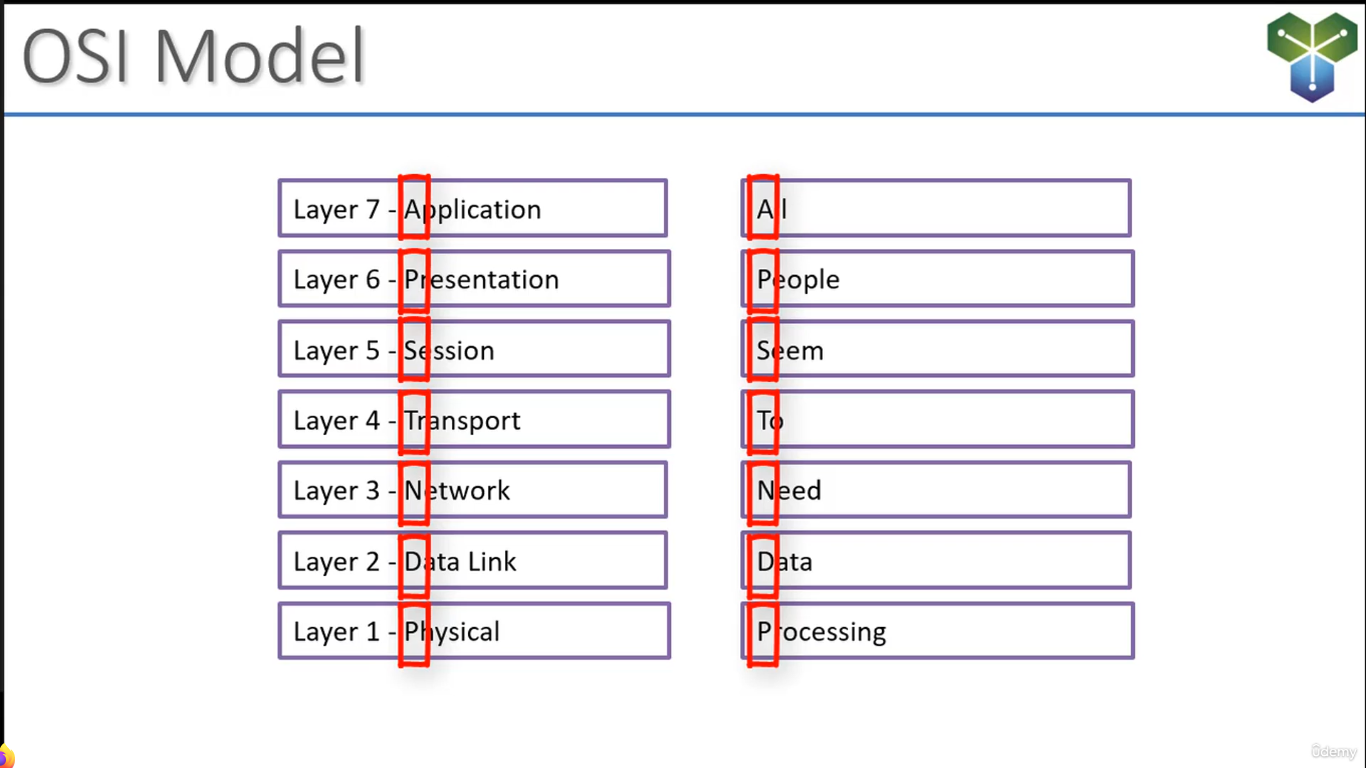 OSI Model
Layer 7 - Application
All
Layer 6 - Presentation
People
Layer 5 - Session
Seem
Layer 4 - Transport
To
Layer 3 - Network
Need
Layer 2 - Data Link
Data
Layer 1 - Physical
Processing
ûdemy